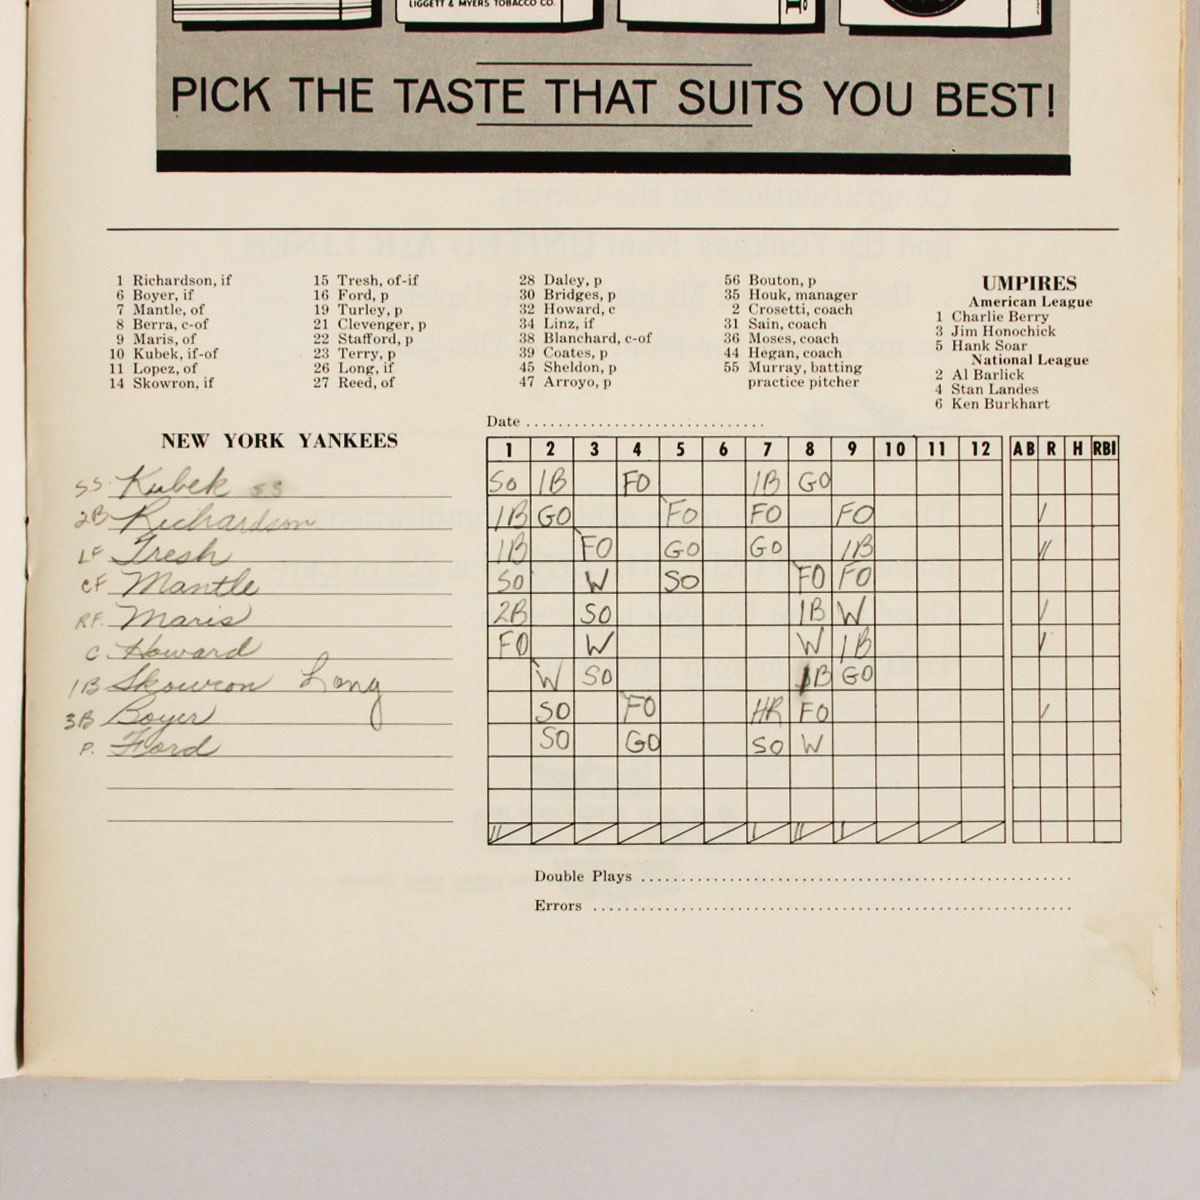 LIGGETT & MYERS TOBACCO CO.
PICK THE TASTE THAT SUITS YOU BEST!
1 Richardson, if
6 Boyer, if
7 Mantle, of
8 Berra, c-of
9 Maris, of
10 Kubek, if-of
11 Lopez, of
14 Skowron, if
15 Tresh, of-if
16 Ford, p
19 Turley, p
21 Clevenger, p
22 Stafford, p
23 Terry, p
26 Long, if
27 Reed, of
28 Daley, p
30 Bridges, p
32 Howard, c
34 Linz, if
38 Blanchard, c-of
39 Coates, p
45 Sheldon, p
47 Arroyo, p
56 Bouton, p
35 Houk, manager
2 Crosetti, coach
31 Sain, coach
36 Moses, coach
44 Hegan, coach
55 Murray, batting
practice pitcher
UMPIRES
American League
1 Charlie Berry
3 Jim Honochick
5 Hank Soar
National League
2 Al Barlick
4 Stan Landes
6 Ken Burkhart
NEW YORK YANKEES
Date
1 2 3 4 5 6 7 8 9 10 11 12 AB R H RBI
SS Kubek SS SO 1B FO 1B GO
2B Richardson 1B GO FO FO FO /
LF Tresh 1B FO GO GO 1B //
CF Mantle SO W SO FO FO
RF. Maris 2B SO 1B W /
C Howard FO W W 1B /
1B Skowron Long W SO 1B GO
3B Boyer SO FO HR FO /
P. Ford SO GO SO W
// / // /
Double Plays
Errors